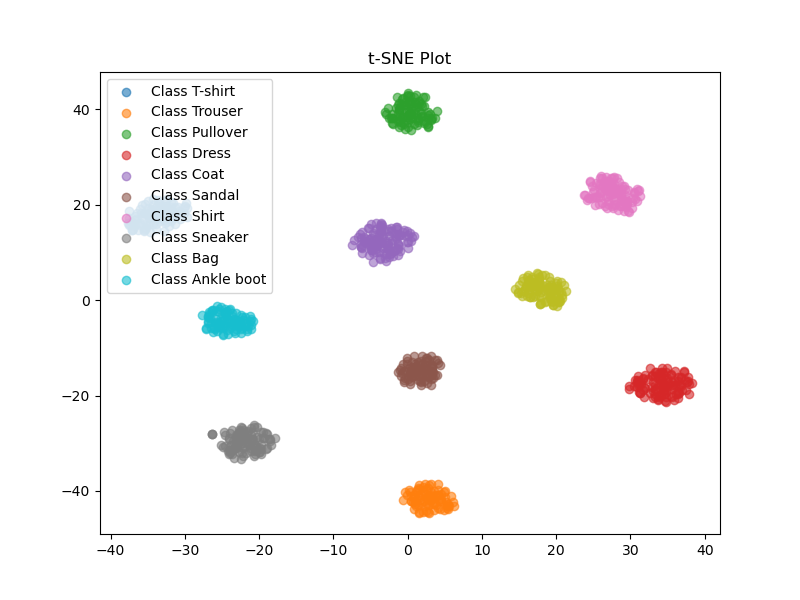 t-SNE Plot
Class T-shirt
Class Trouser
Class Pullover
Class Dress
Class Coat
Class Sandal
Class Shirt
Class Sneaker
Class Bag
Class Ankle boot
40
20
0
−20
−40
−40 −30 −20 −10 0 10 20 30 40